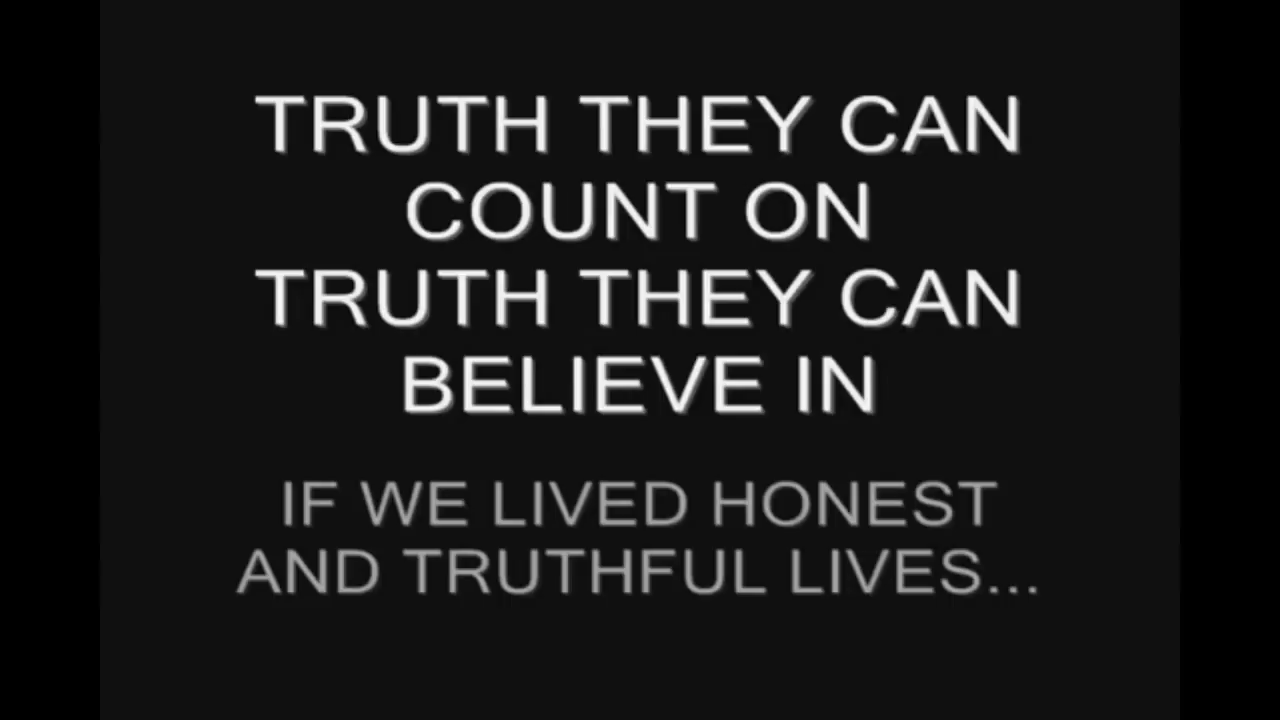 TRUTH THEY CAN
COUNT ON
TRUTH THEY CAN
BELIEVE IN
IF WE LIVED HONEST
AND TRUTHFUL LIVES...